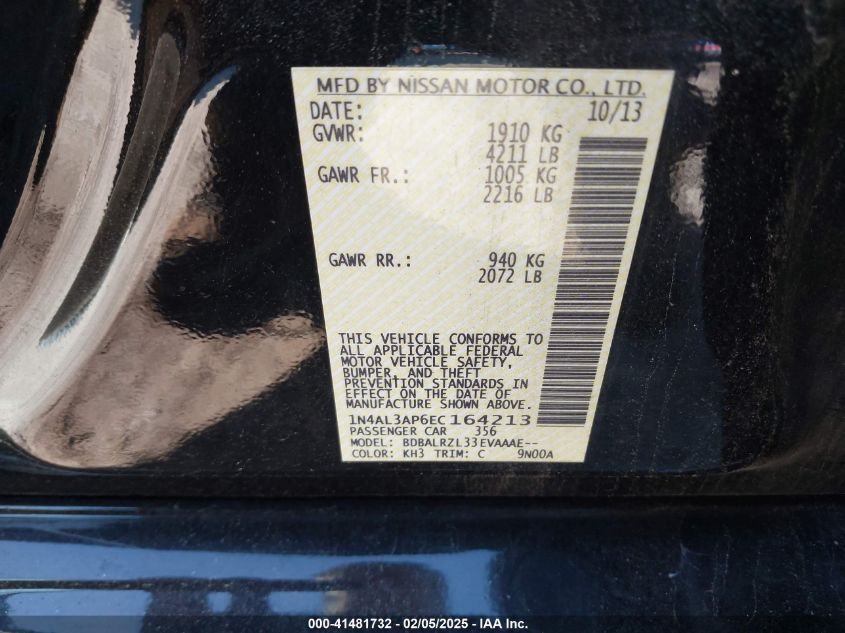 MFD BY NISSAN MOTOR CO., LTD.
DATE: 10/13
GVWR: 1910 KG
4211 LB
GAWR FR.: 1005 KG
2216 LB
GAWR RR.: 940 KG
2072 LB
THIS VEHICLE CONFORMS TO
ALL APPLICABLE FEDERAL
MOTOR VEHICLE SAFETY,
BUMPER, AND THEFT
PREVENTION STANDARDS IN
EFFECT ON THE DATE OF
MANUFACTURE SHOWN ABOVE.
1N4AL3AP6EC164213
PASSENGER CAR 356
MODEL: BDBALRZL33EVAAAE--
COLOR: KH3 TRIM: C 9N00A
000-41481732 - 02/05/2025 - IAA Inc.